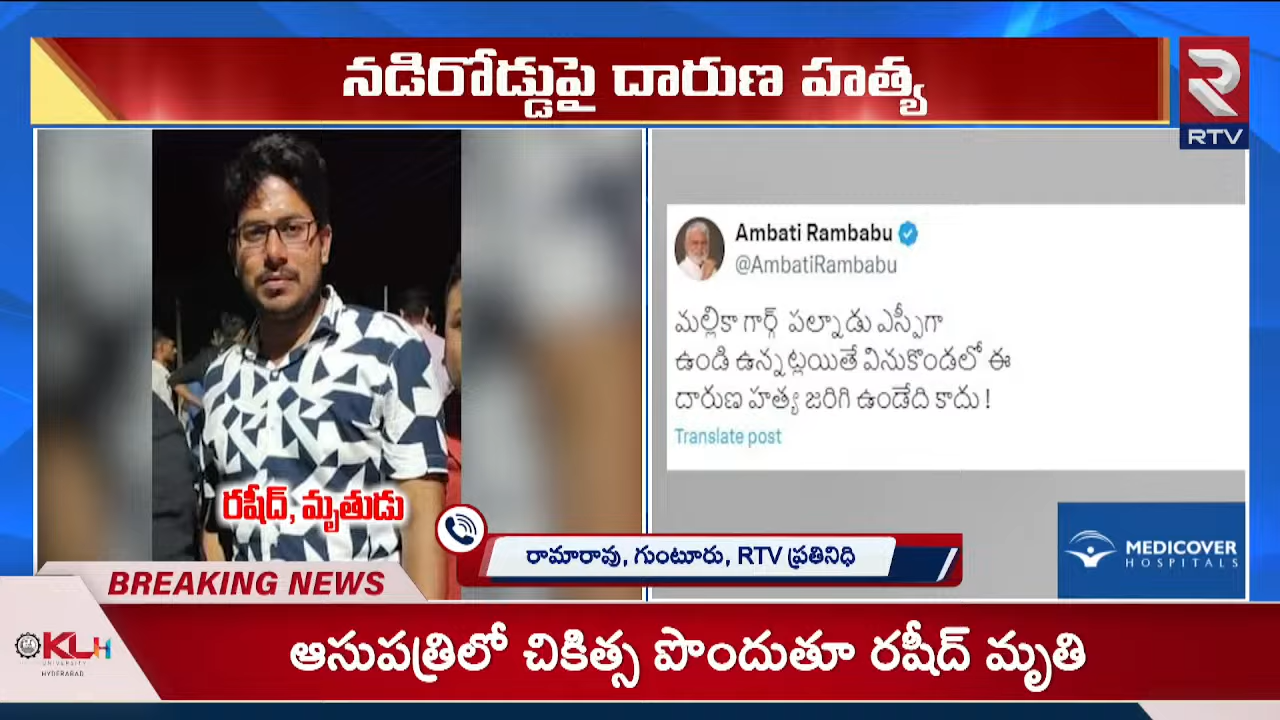 నడిరోడ్డుపై దారుణ హత్య
RTV
Ambati Rambabu
@AmbatiRambabu
మల్లికా గార్గ్ పల్నాడు ఎస్పీగా
ఉండి ఉన్నట్లయితే వినుకొండలో ఈ
దారుణ హత్య జరిగి ఉండేది కాదు !
Translate post
రషీద్, మృతుడు
రామారావు, గుంటూరు, RTV ప్రతినిధి
MEDICOVER
HOSPITALS
BREAKING NEWS
KLH
UNIVERSITY
HYDERABAD
ఆసుపత్రిలో చికిత్స పొందుతూ రషీద్ మృతి